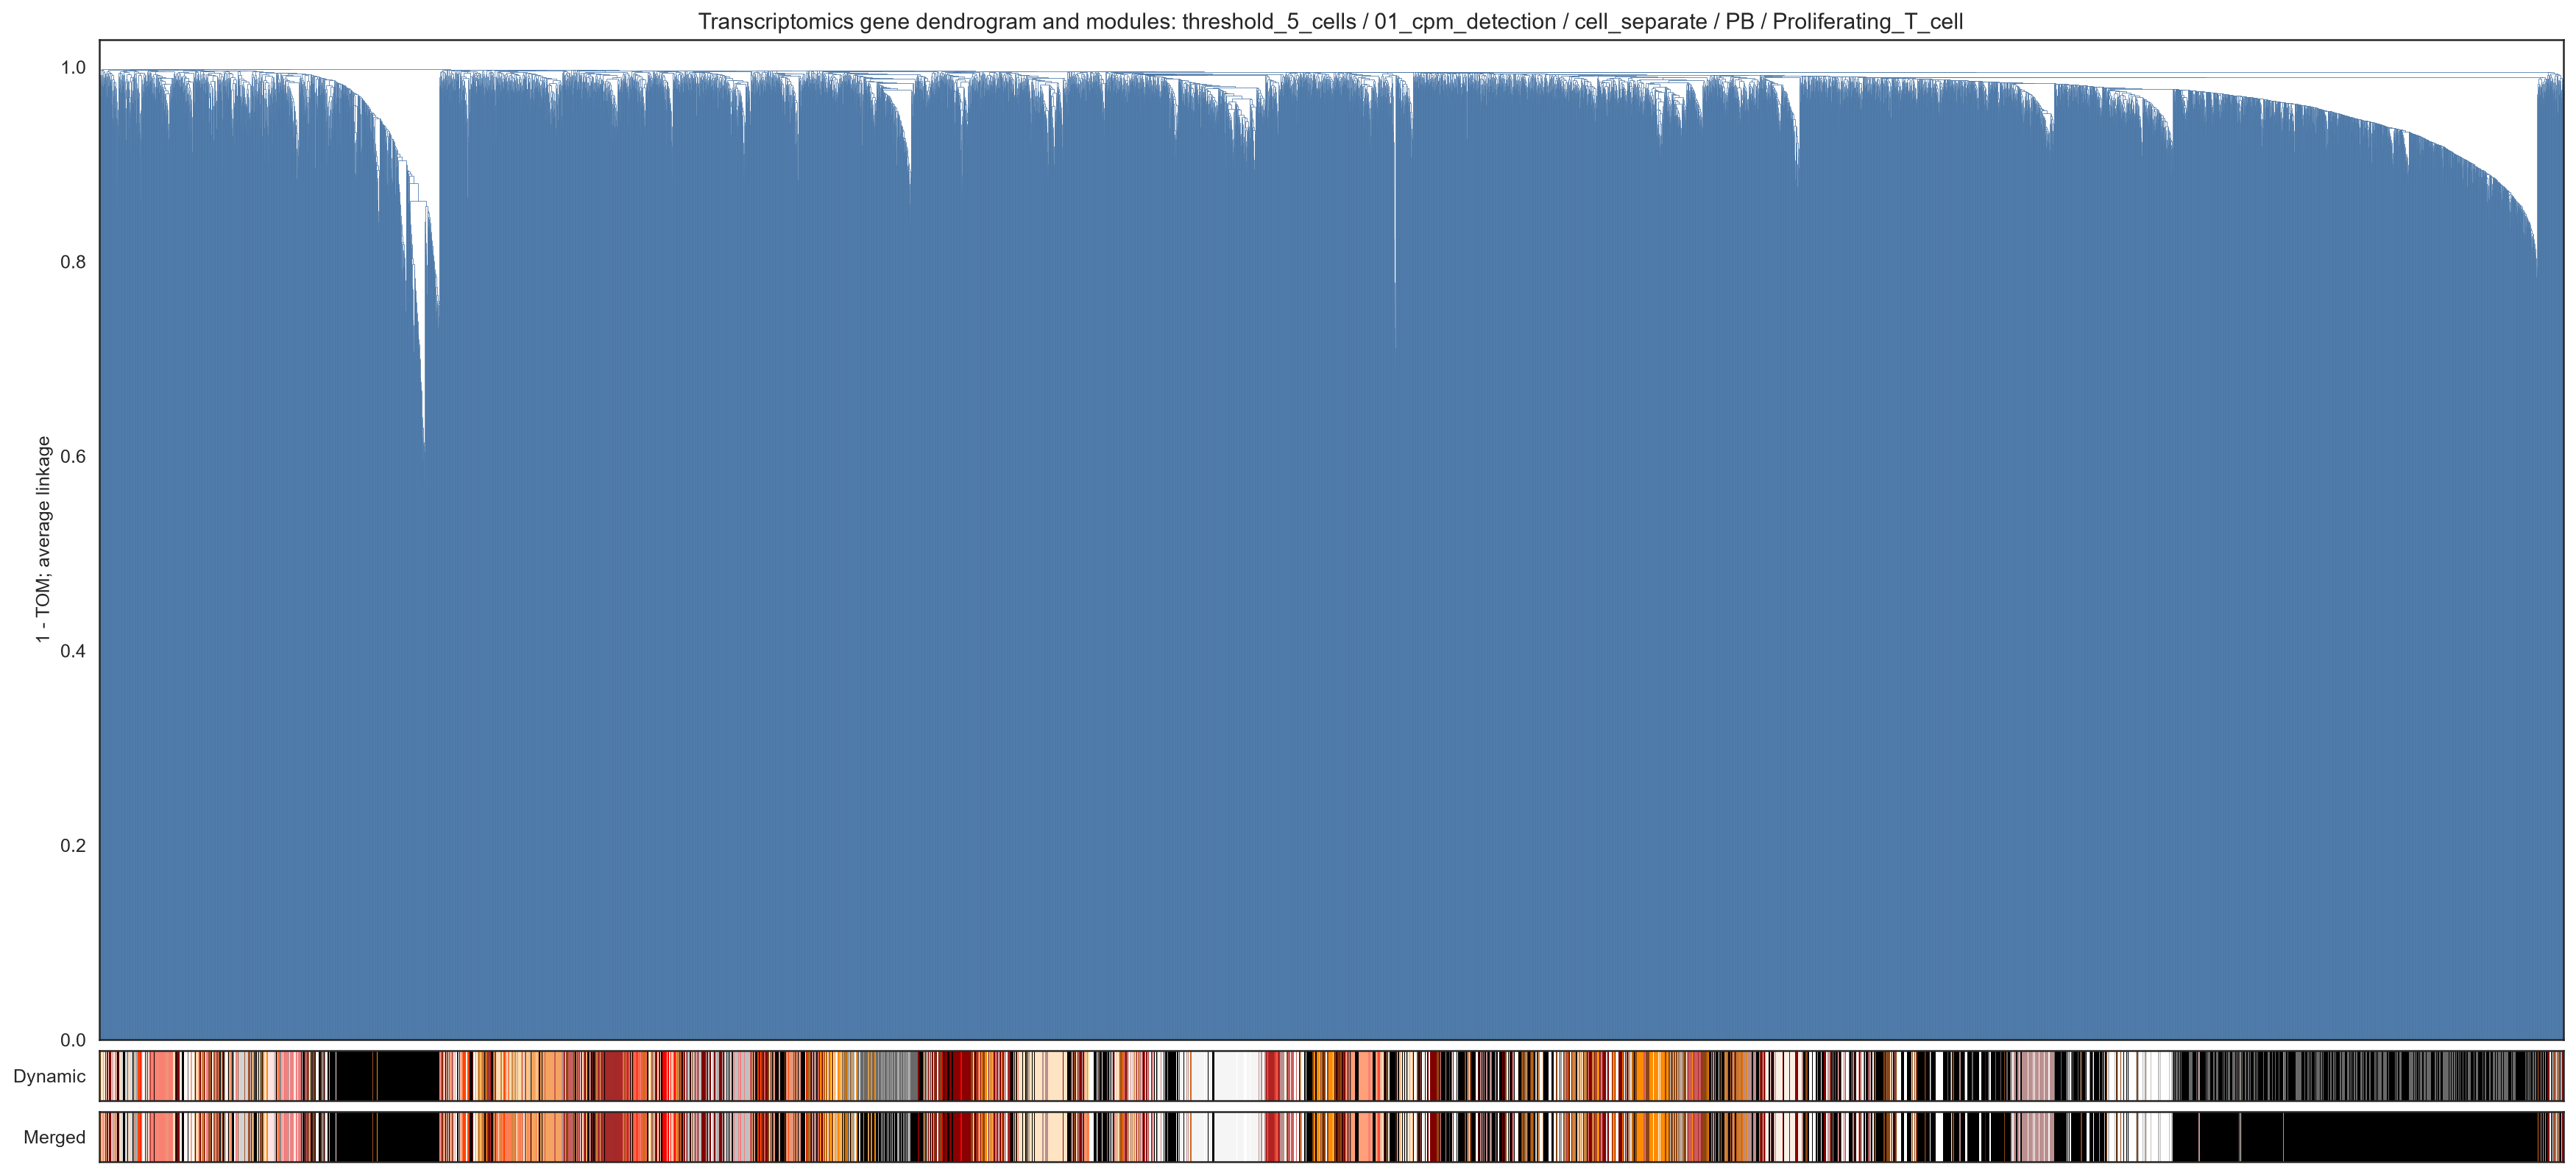 Transcriptomics gene dendrogram and modules: threshold_5_cells / 01_cpm_detection / cell_separate / PB / Proliferating_T_cell
1.0
0.8
0.6
0.4
0.2
0.0
1 - TOM; average linkage
Dynamic
Merged